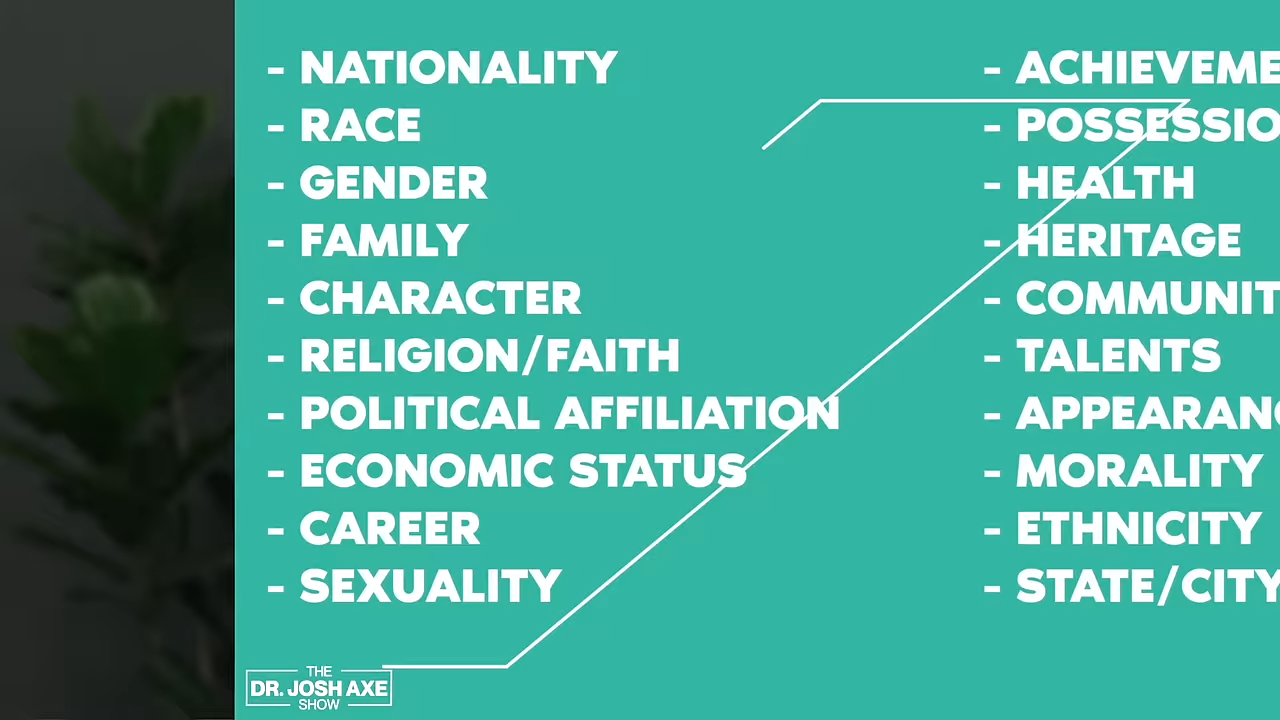 - NATIONALITY
- RACE
- GENDER
- FAMILY
- CHARACTER
- RELIGION/FAITH
- POLITICAL AFFILIATION
- ECONOMIC STATUS
- CAREER
- SEXUALITY
- ACHIEVEME
- POSSESSIO
- HEALTH
- HERITAGE
- COMMUNIT
- TALENTS
- APPEARANC
- MORALITY
- ETHNICITY
- STATE/CITY
THE
DR. JOSH AXE
SHOW